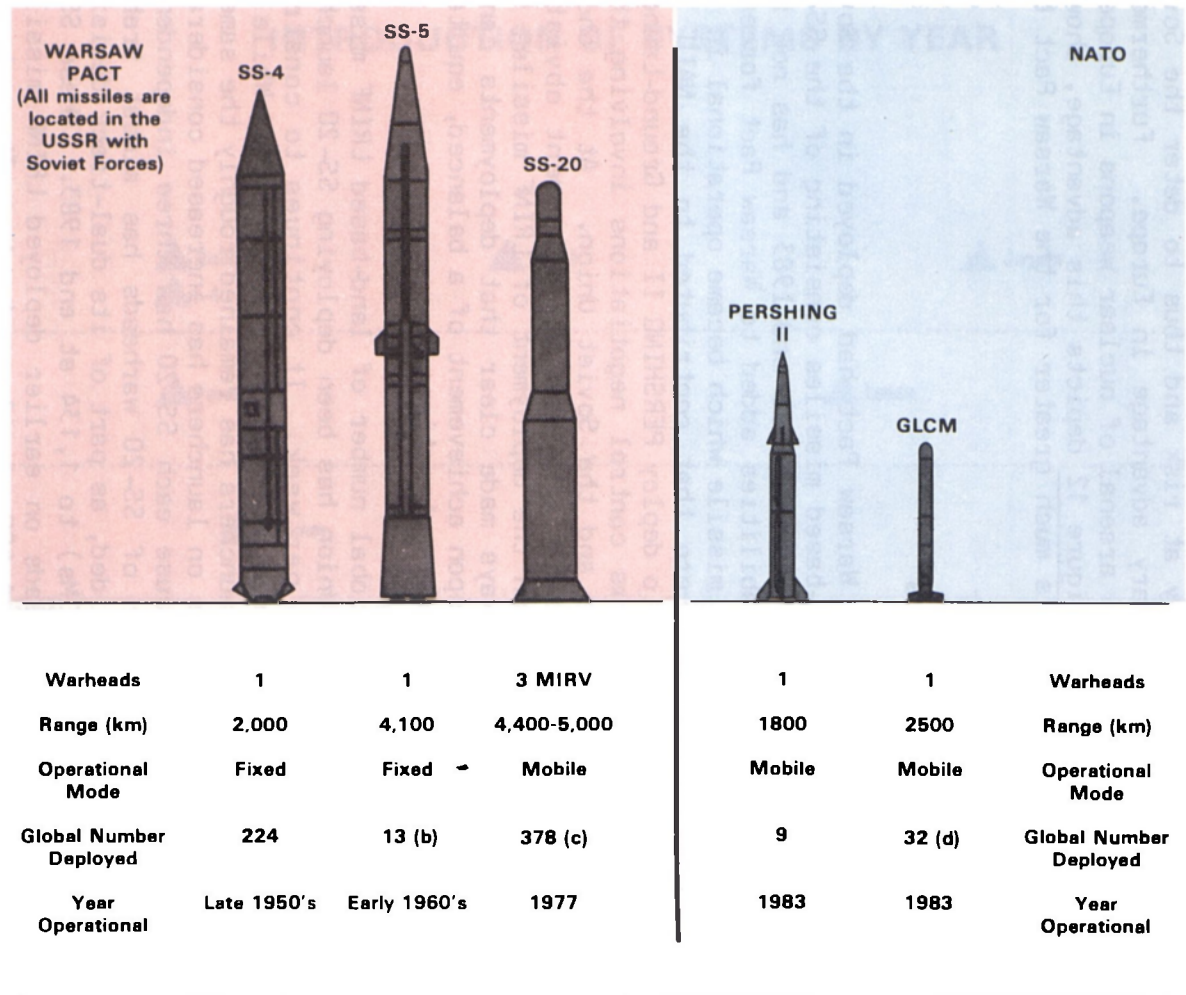 WARSAW
PACT
(All missiles are
located in the
USSR with
Soviet Forces)
SS-4
SS-5
SS-20
NATO
PERSHING
II
GLCM
Warheads 1 1 3 MIRV 1 1 Warheads
Range (km) 2,000 4,100 4,400-5,000 1800 2500 Range (km)
Operational Fixed Fixed Mobile Mobile Mobile Operational
Mode Mode
Global Number 224 13 (b) 378 (c) 9 32 (d) Global Number
Deployed Deployed
Year Late 1950's Early 1960's 1977 1983 1983 Year
Operational Operational